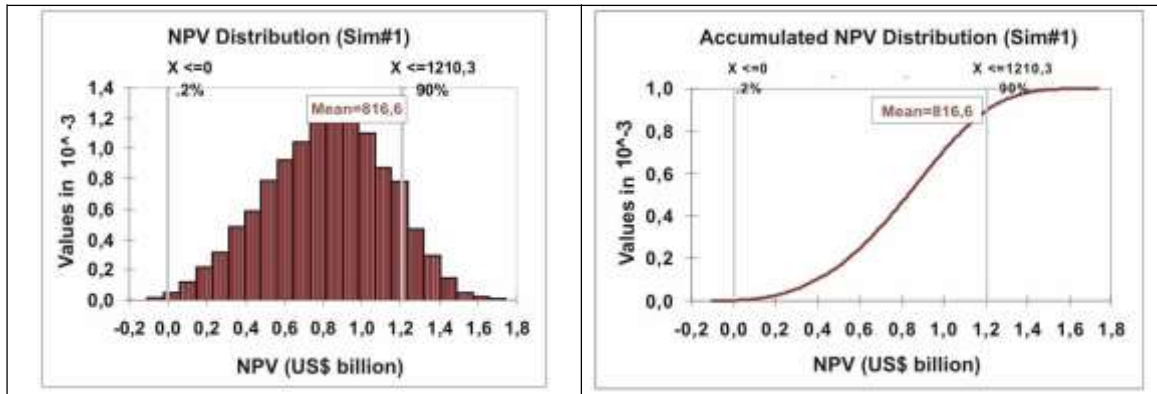 NPV Distribution (Sim#1)
X <=0
.2%
X <=1210,3
90%
Mean=816,6
1,4
1,2
1,0
0,8
0,6
0,4
0,2
0,0
Values in 10^ -3
-0,2 0,0 0,2 0,4 0,6 0,8 1,0 1,2 1,4 1,6 1,8
NPV (US$ billion)
Accumulated NPV Distribution (Sim#1)
X <=0
.2%
X <=1210,3
90%
Mean=816,6
1,0
0,8
0,6
0,4
0,2
0,0
Values in 10^-3
-0,2 0,0 0,2 0,4 0,6 0,8 1,0 1,2 1,4 1,6 1,8
NPV (US$ billion)